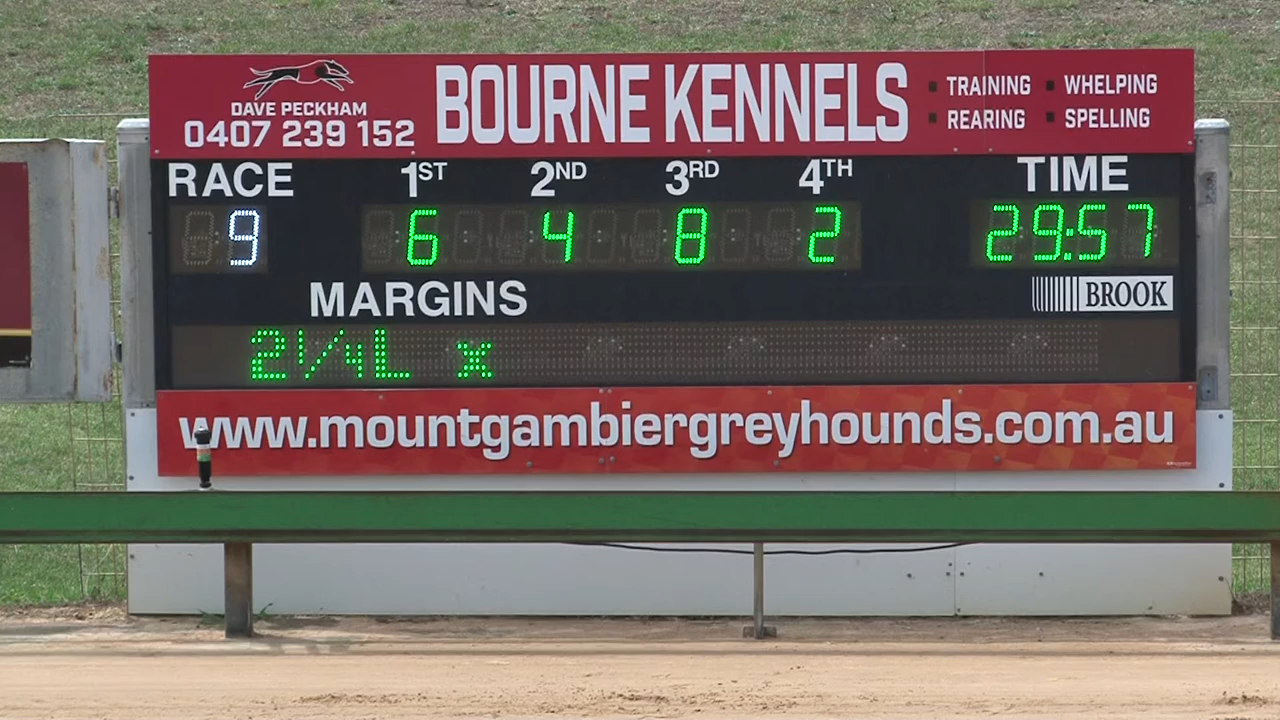 DAVE PECKHAM
0407 239 152
BOURNE KENNELS
TRAINING
WHELPING
REARING
SPELLING
RACE 1ST 2ND 3RD 4TH TIME
9 6 4 8 2 29:57
MARGINS
BROOK
2 1/4L x
www.mountgambiergreyhounds.com.au